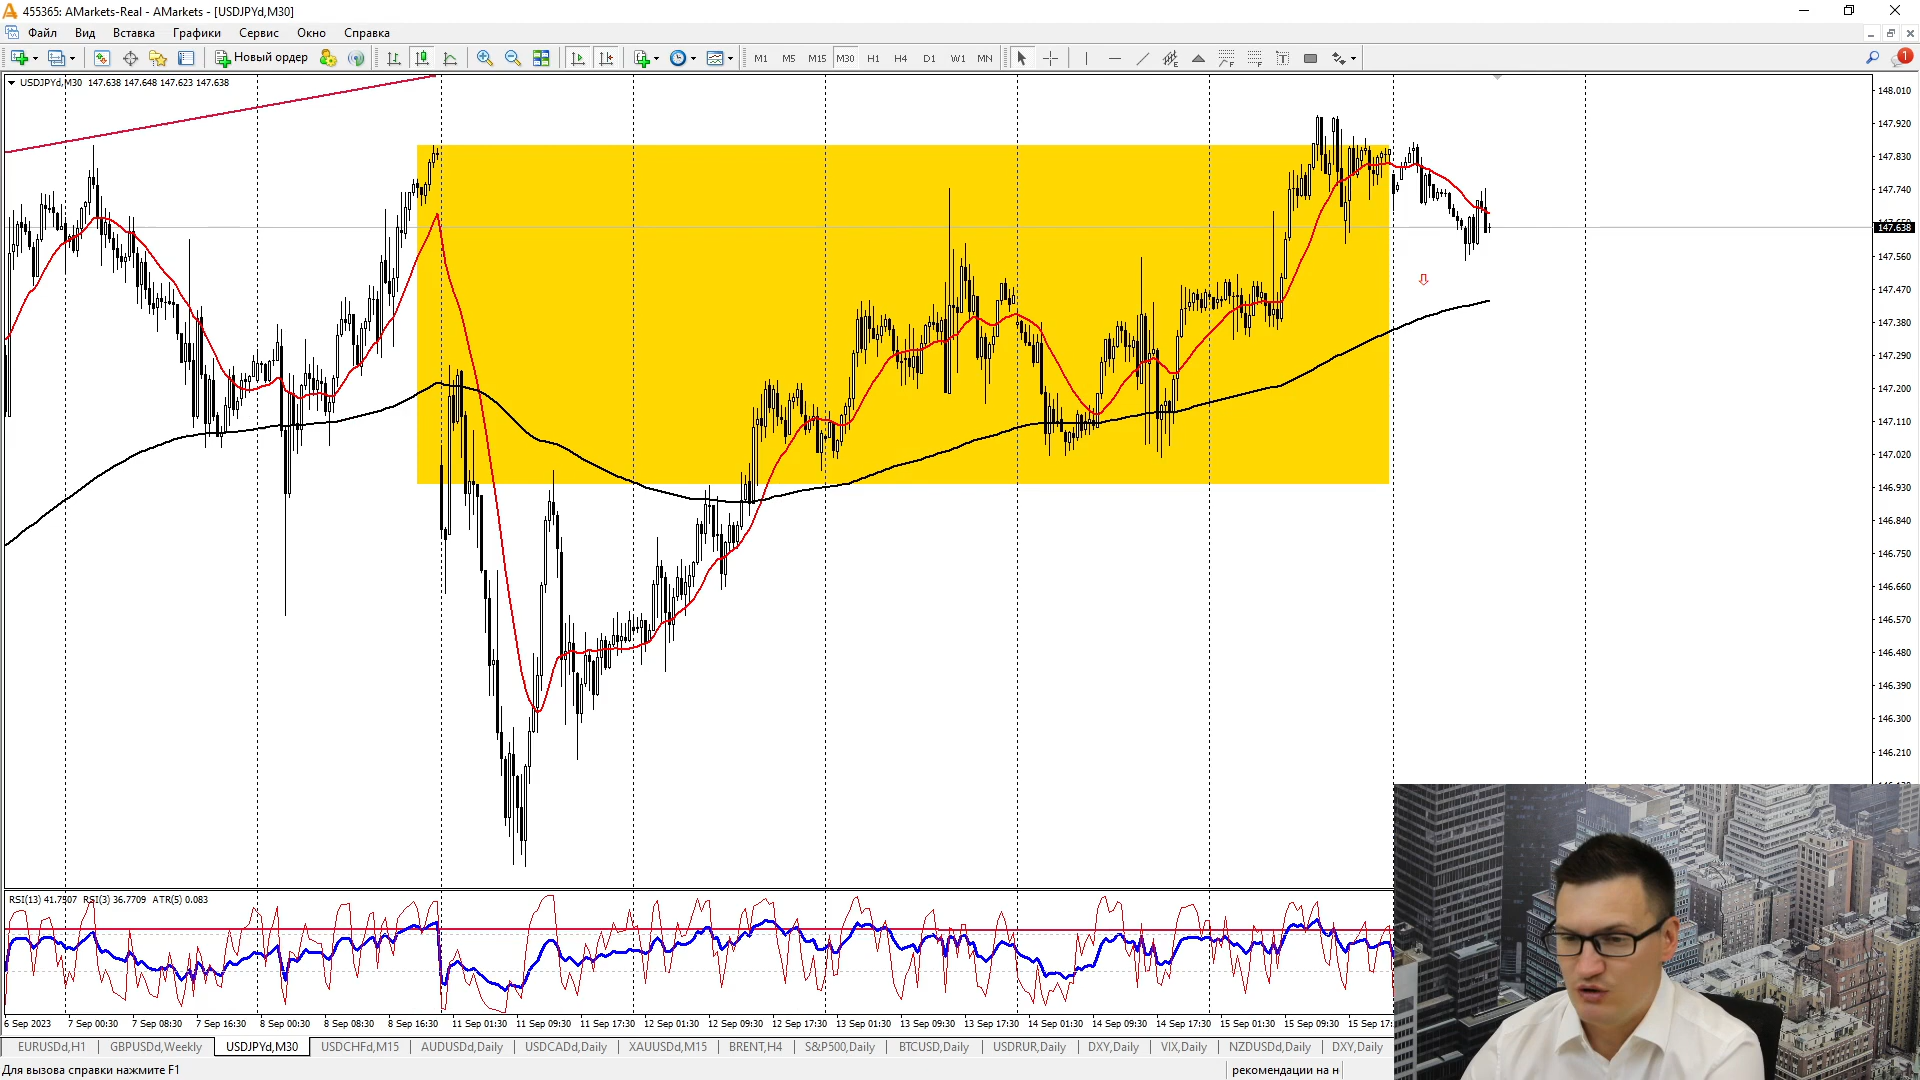 455365: AMarkets-Real - AMarkets - [USDJPYd,M30]
Файл Вид Вставка Графики Сервис Окно Справка
Новый ордер M1 M5 M15 M30 H1 H4 D1 W1 MN 1
USDJPYd,M30 147.638 147.648 147.623 147.638
148.010
147.920
147.830
147.740
147.638
147.560
147.470
147.380
147.290
147.200
147.110
147.020
146.930
146.840
146.750
146.660
146.570
146.480
146.390
146.300
146.210
RSI(13) 41.7507 RSI(3) 36.7709 ATR(5) 0.083
6 Sep 2023 7 Sep 00:30 7 Sep 08:30 7 Sep 16:30 8 Sep 00:30 8 Sep 08:30 8 Sep 16:30 11 Sep 01:30 11 Sep 09:30 11 Sep 17:30 12 Sep 01:30 12 Sep 09:30 12 Sep 17:30 13 Sep 01:30 13 Sep 09:30 13 Sep 17:30 14 Sep 01:30 14 Sep 09:30 14 Sep 17:30 15 Sep 01:30 15 Sep 09:30 15 Sep 17:
EURUSDd,H1 GBPUSDd,Weekly USDJPYd,M30 USDCHFd,M15 AUDUSDd,Daily USDCADd,Daily XAUUSDd,M15 BRENT,H4 S&P500,Daily BTCUSD,Daily USDRUR,Daily DXY,Daily VIX,Daily NZDUSDd,Daily DXY,Daily
Для вызова справки нажмите F1 рекомендации на н